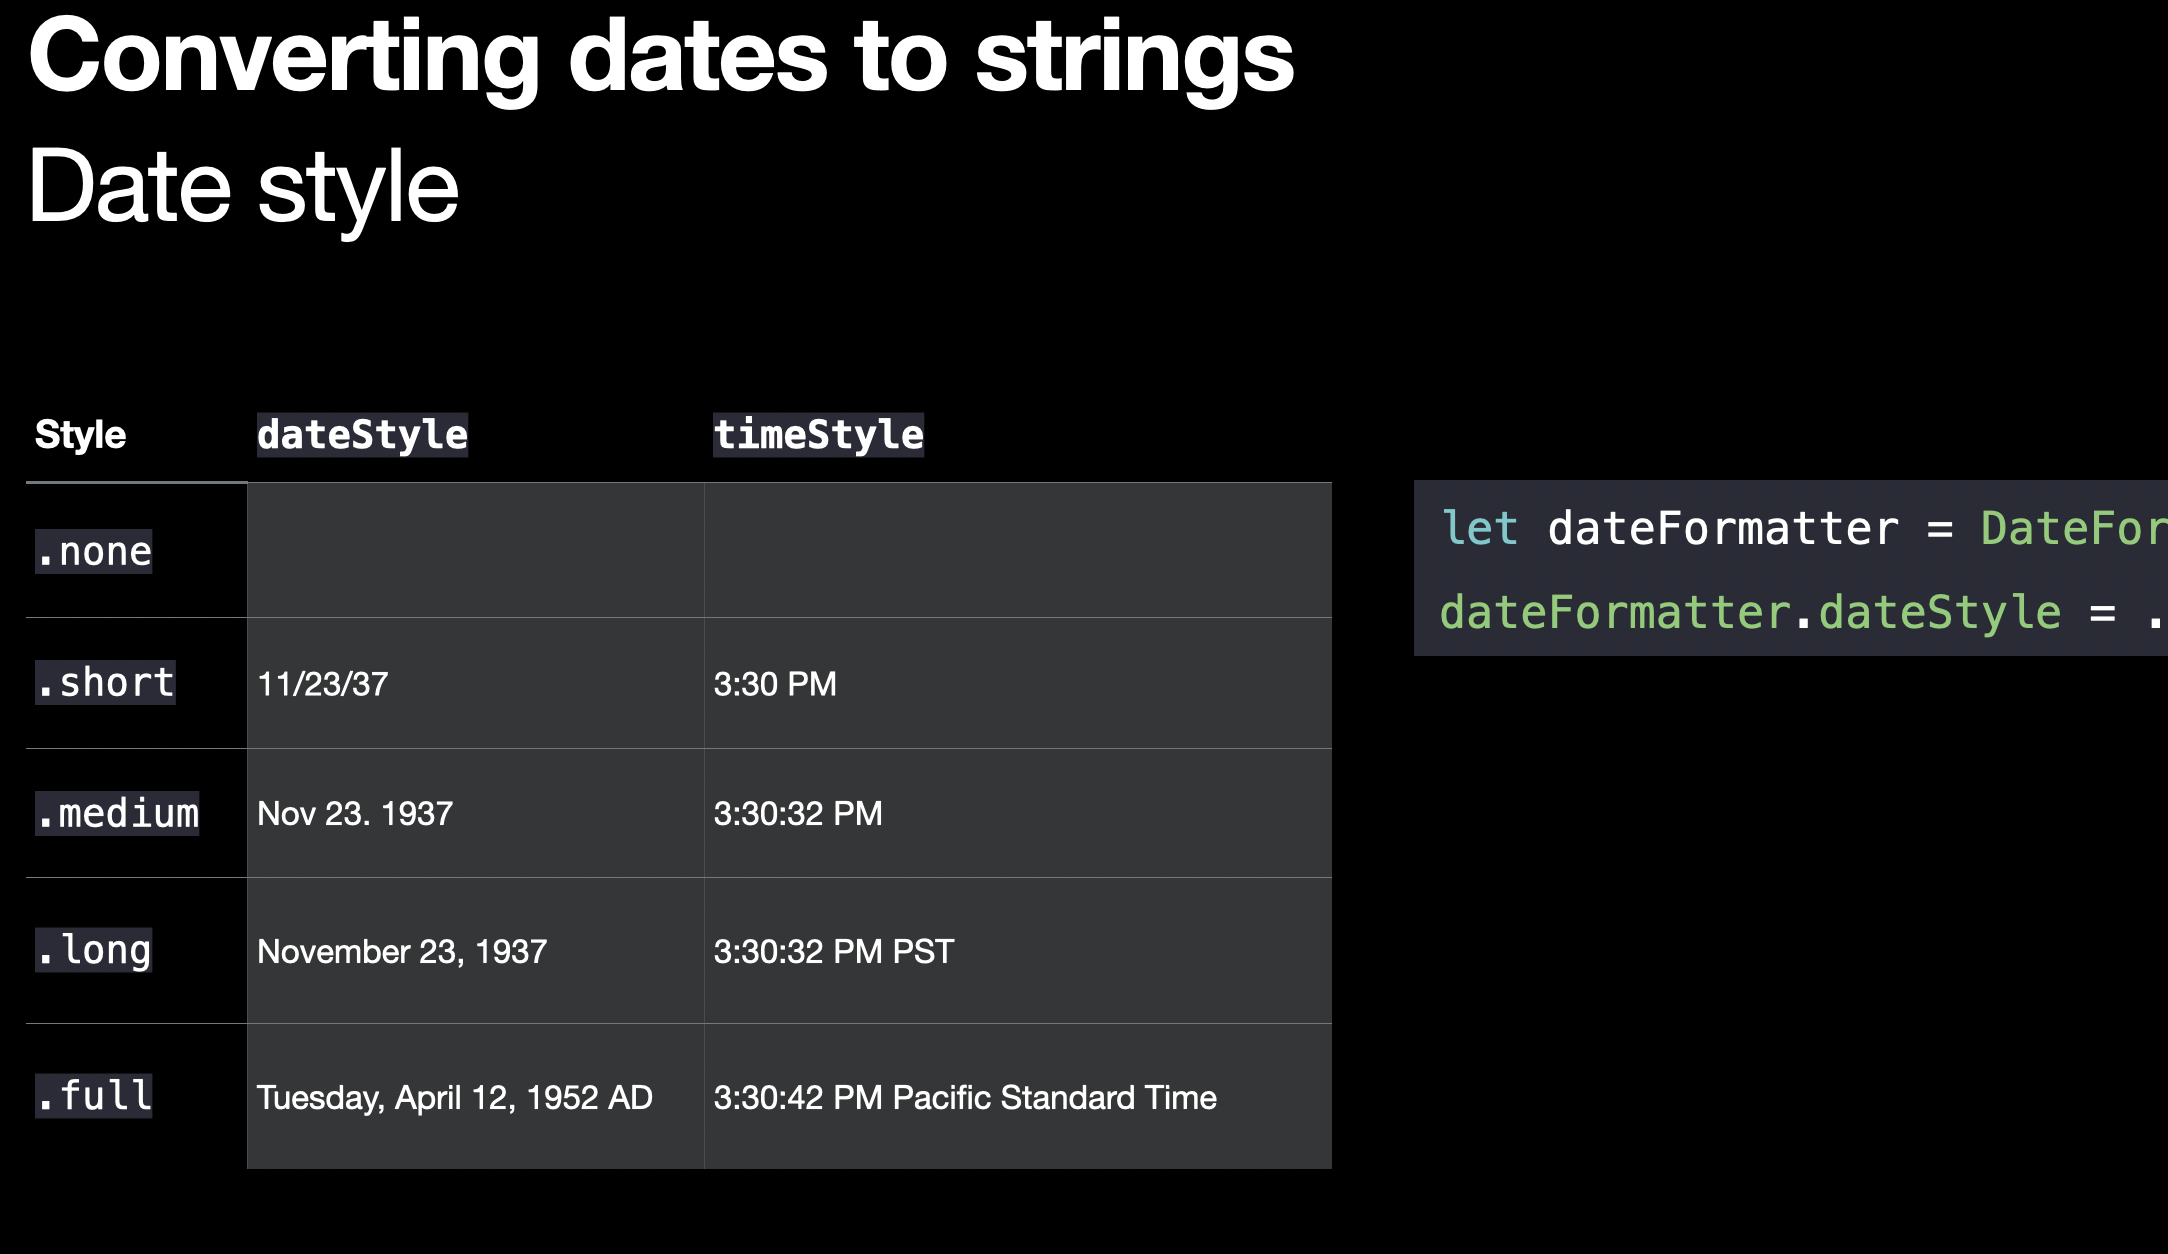 Converting dates to strings
Date style
Style dateStyle timeStyle
.none
.short 11/23/37 3:30 PM
.medium Nov 23. 1937 3:30:32 PM
.long November 23, 1937 3:30:32 PM PST
.full Tuesday, April 12, 1952 AD 3:30:42 PM Pacific Standard Time
let dateFormatter = DateFor
dateFormatter.dateStyle = .